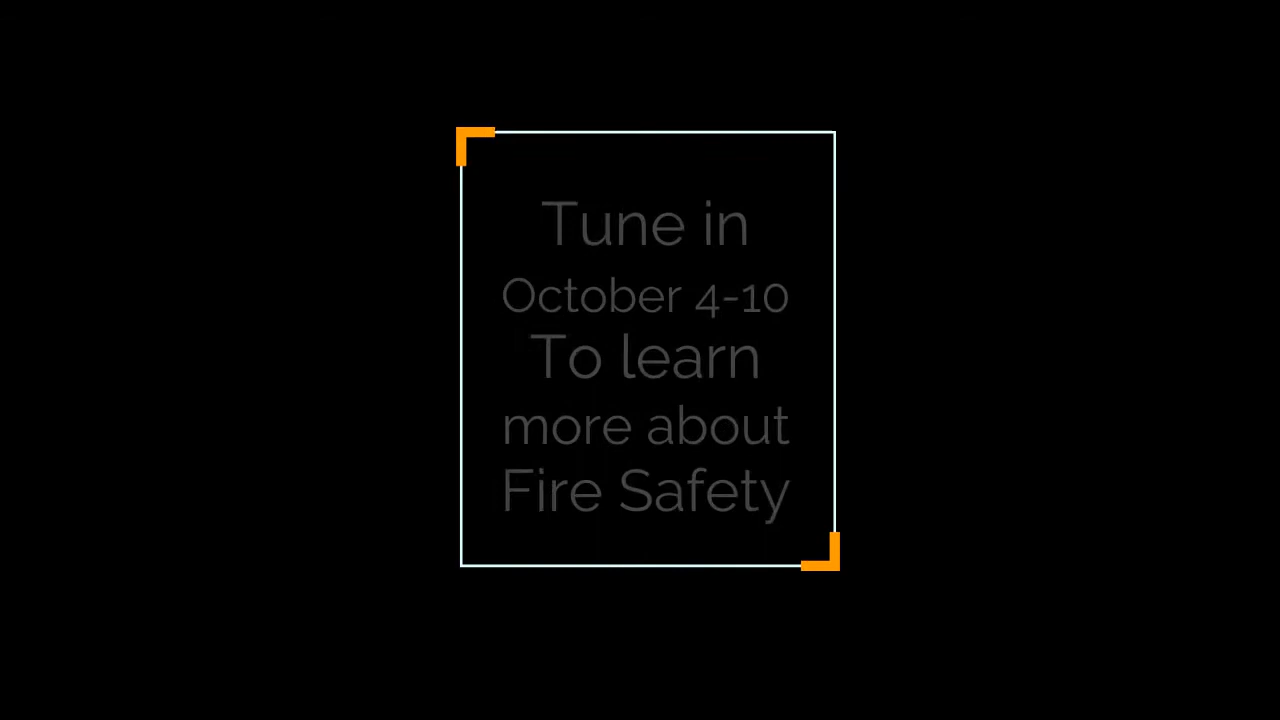 Tune in
October 4-10
To learn
more about
Fire Safety